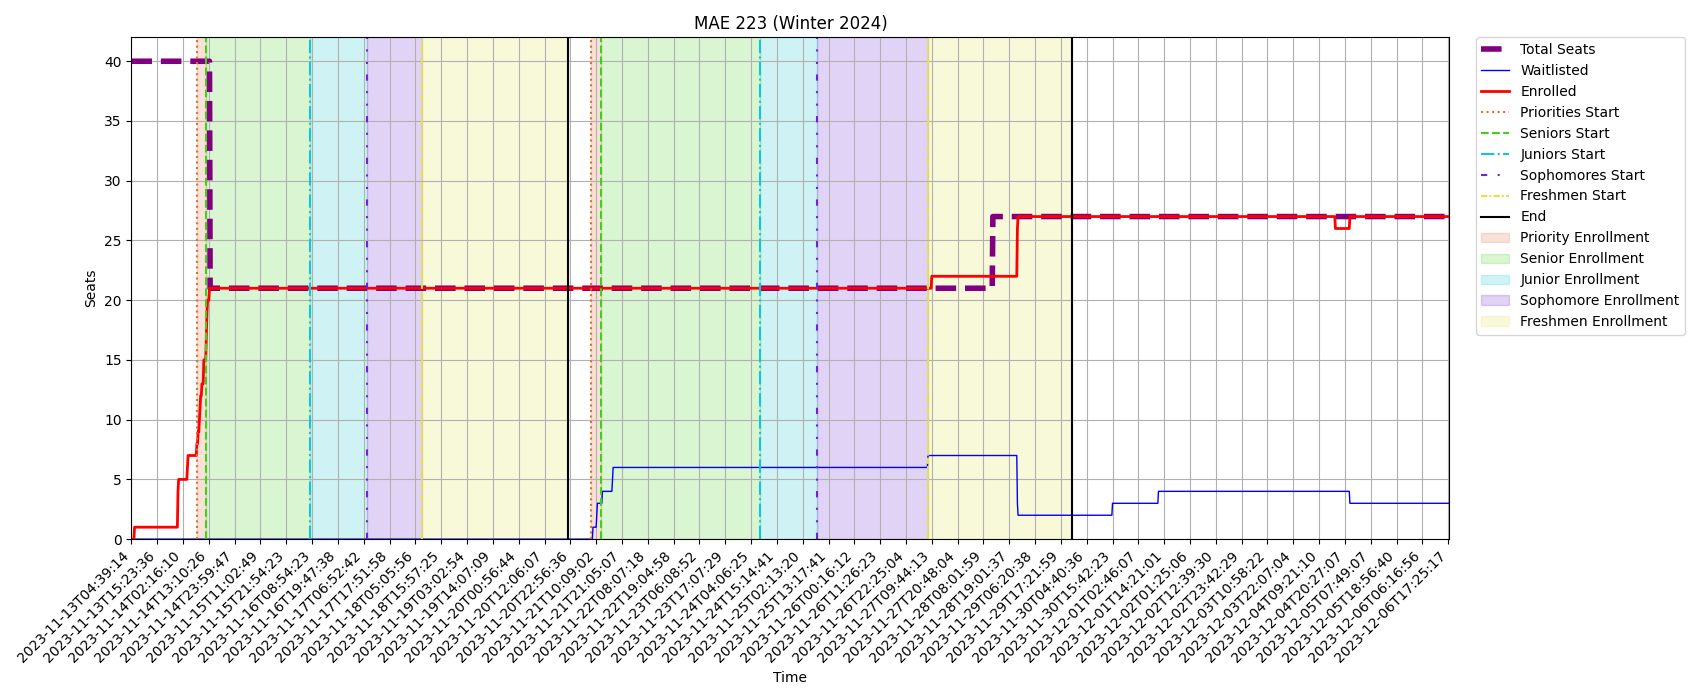 MAE 223 (Winter 2024)
Seats
40
35
30
25
20
15
10
5
0
2023-11-13T04:39:14
2023-11-13T15:23:36
2023-11-14T02:16:10
2023-11-14T13:10:26
2023-11-14T23:59:47
2023-11-15T11:02:49
2023-11-15T21:54:23
2023-11-16T08:54:23
2023-11-16T19:47:38
2023-11-17T06:52:42
2023-11-17T17:51:58
2023-11-18T05:05:56
2023-11-18T15:57:25
2023-11-19T03:02:54
2023-11-19T14:07:09
2023-11-20T00:56:44
2023-11-20T12:06:07
2023-11-20T22:56:36
2023-11-21T10:09:02
2023-11-21T21:05:07
2023-11-22T08:07:18
2023-11-22T19:04:58
2023-11-23T06:08:52
2023-11-23T17:07:29
2023-11-24T04:06:25
2023-11-24T15:14:41
2023-11-25T02:13:20
2023-11-25T13:17:41
2023-11-26T00:16:12
2023-11-26T11:26:23
2023-11-26T22:25:04
2023-11-27T09:44:13
2023-11-27T20:48:04
2023-11-28T08:01:59
2023-11-28T19:01:37
2023-11-29T06:20:38
2023-11-29T17:21:59
2023-11-30T04:40:36
2023-11-30T15:42:23
2023-12-01T02:46:07
2023-12-01T14:21:01
2023-12-02T01:25:06
2023-12-02T12:39:30
2023-12-02T23:42:29
2023-12-03T10:58:22
2023-12-03T22:07:04
2023-12-04T09:21:10
2023-12-04T20:27:07
2023-12-05T07:49:07
2023-12-05T18:56:40
2023-12-06T06:16:56
2023-12-06T17:25:17
Time
Total Seats
Waitlisted
Enrolled
Priorities Start
Seniors Start
Juniors Start
Sophomores Start
Freshmen Start
End
Priority Enrollment
Senior Enrollment
Junior Enrollment
Sophomore Enrollment
Freshmen Enrollment